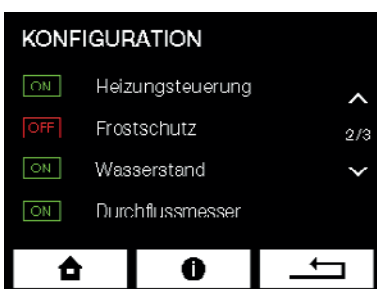 KONFIGURATION
ON Heizungsteuerung
OFF Frostschutz
2/3
ON Wasserstand
ON Durchflussmesser